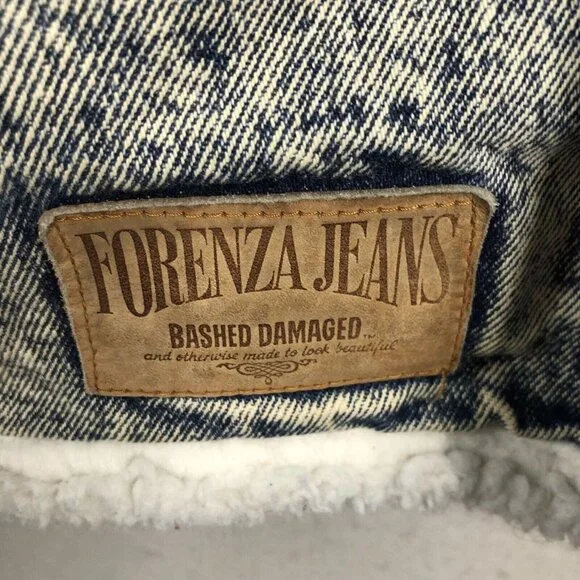 FORENZA JEANS
BASHED DAMAGED™
and otherwise made to look beautiful